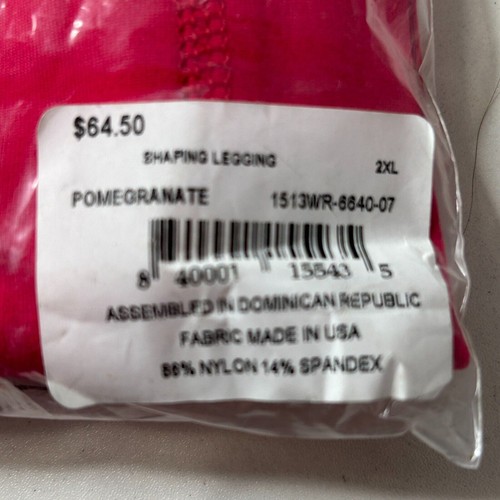 $64.50
SHAPING LEGGING
2XL
POMEGRANATE 1513WR-6640-07
8 40001 15543 5
ASSEMBLED IN DOMINICAN REPUBLIC
FABRIC MADE IN USA
86% NYLON 14% SPANDEX